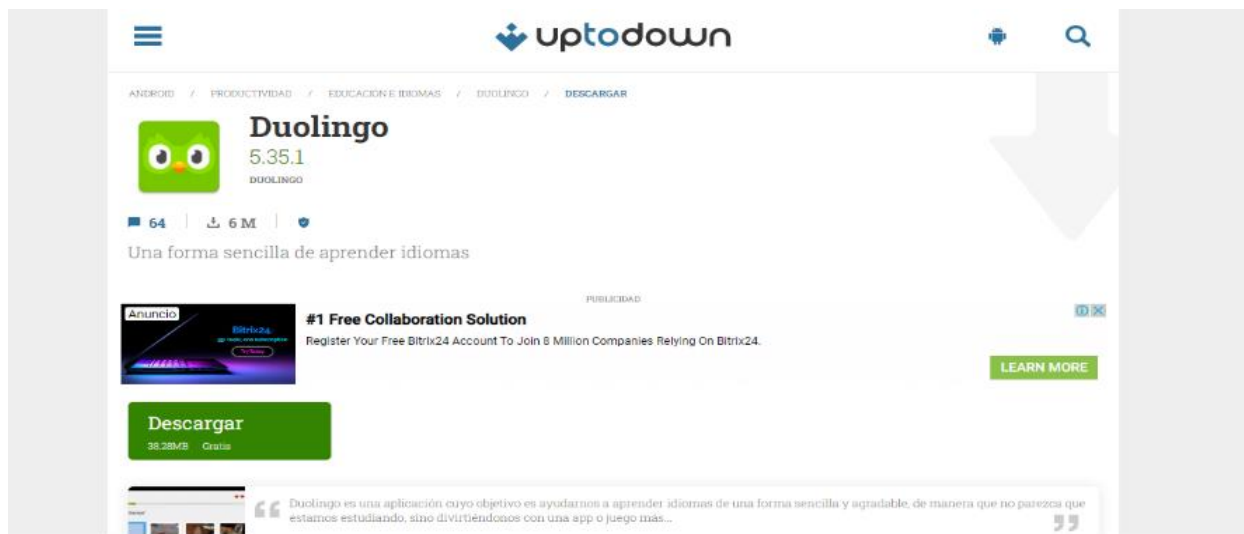 uptodown
ANDROID / PRODUCTIVIDAD / EDUCACIÓN E IDIOMAS / DUOLINGO / DESCARGAR
Duolingo
5.35.1
DUOLINGO
64 6 M
Una forma sencilla de aprender idiomas
PUBLICIDAD
Anuncio
Bitrix24
#1 Free Collaboration Solution
Register Your Free Bitrix24 Account To Join 8 Million Companies Relying On Bitrix24.
LEARN MORE
Descargar
38.28MB Gratis
Duolingo es una aplicación cuyo objetivo es ayudarnos a aprender idiomas de una forma sencilla y agradable, de manera que no parezca que
estamos estudiando, sino divirtiéndonos con una app o juego más...